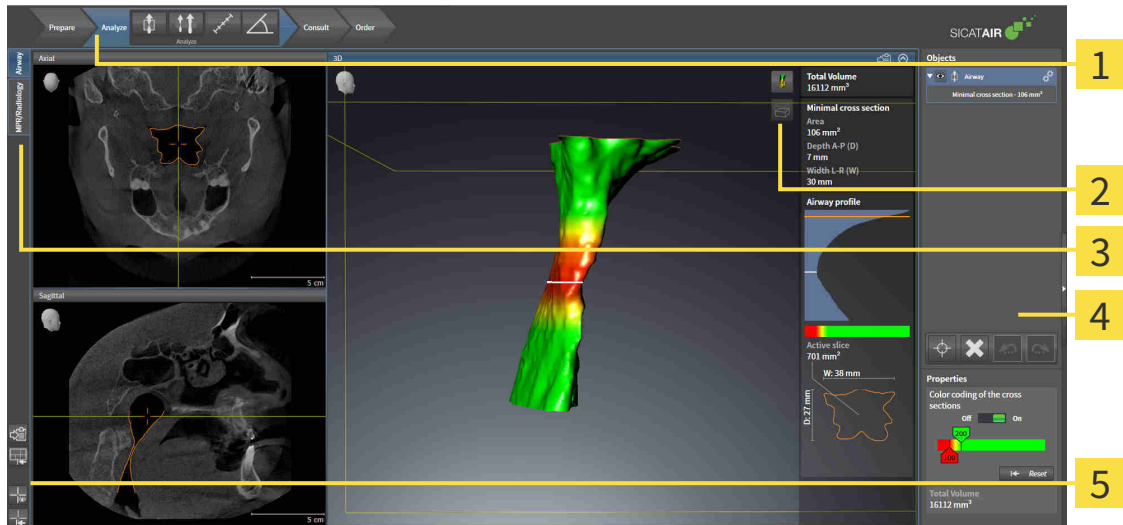 Prepare
Analyze
Analyze
Consult
Order
SICATAIR
Airway
MPR/Radiology
Axial
5 cm
Sagittal
5 cm
3D
Total Volume
16112 mm³
Minimal cross section
Area
106 mm²
Depth A-P (D)
7 mm
Width L-R (W)
30 mm
Airway profile
Active slice
701 mm²
W: 38 mm
D: 27 mm
Objects
Airway
Minimal cross section - 106 mm²
Properties
Color coding of the cross
sections
Off
On
200
100
Reset
Total Volume
16112 mm³
1
2
3
4
5